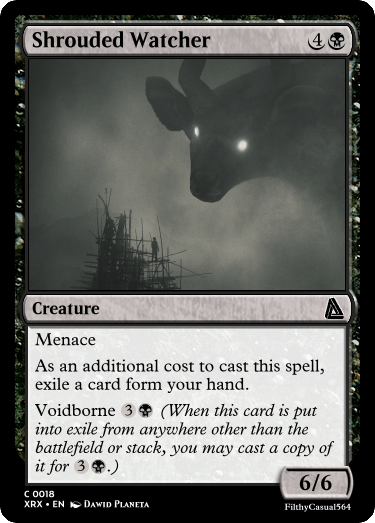 Shrouded Watcher 4
Creature
Menace
As an additional cost to cast this spell,
exile a card form your hand.
Voidborne 3 (When this card is put
into exile from anywhere other than the
battlefield or stack, you may cast a copy of
it for 3 .)
6/6
C 0018
XRX • EN Dawid Planeta
FilthyCasual564